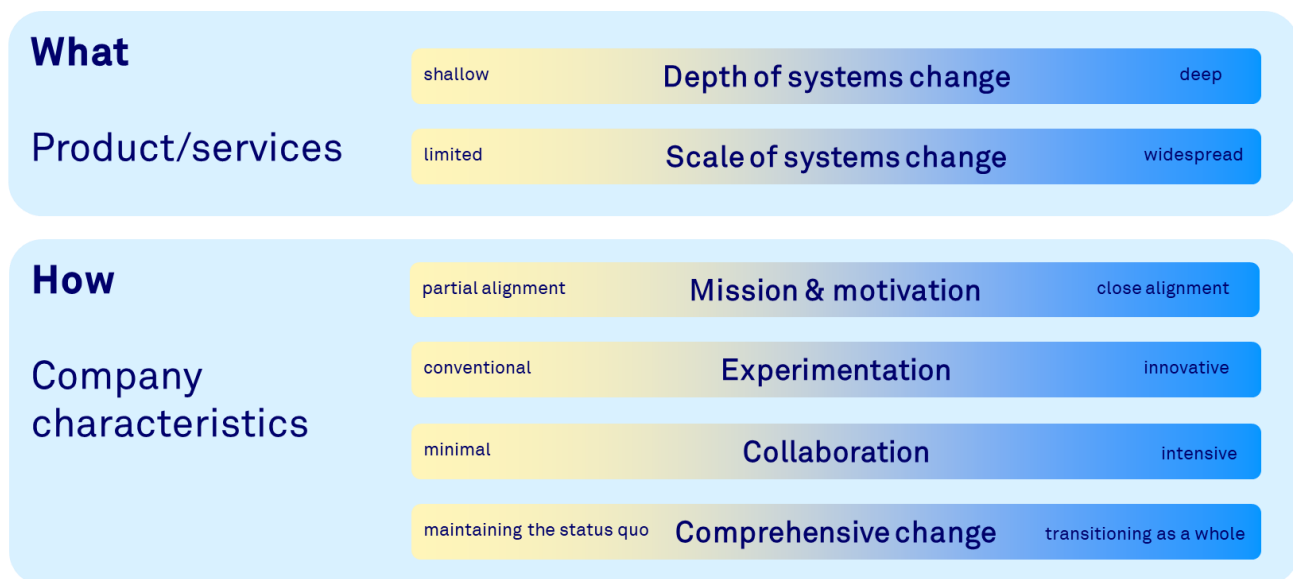 What
Product/services
shallow Depth of systems change deep
limited Scale of systems change widespread
How
Company
characteristics
partial alignment Mission & motivation close alignment
conventional Experimentation innovative
minimal Collaboration intensive
maintaining the status quo Comprehensive change transitioning as a whole